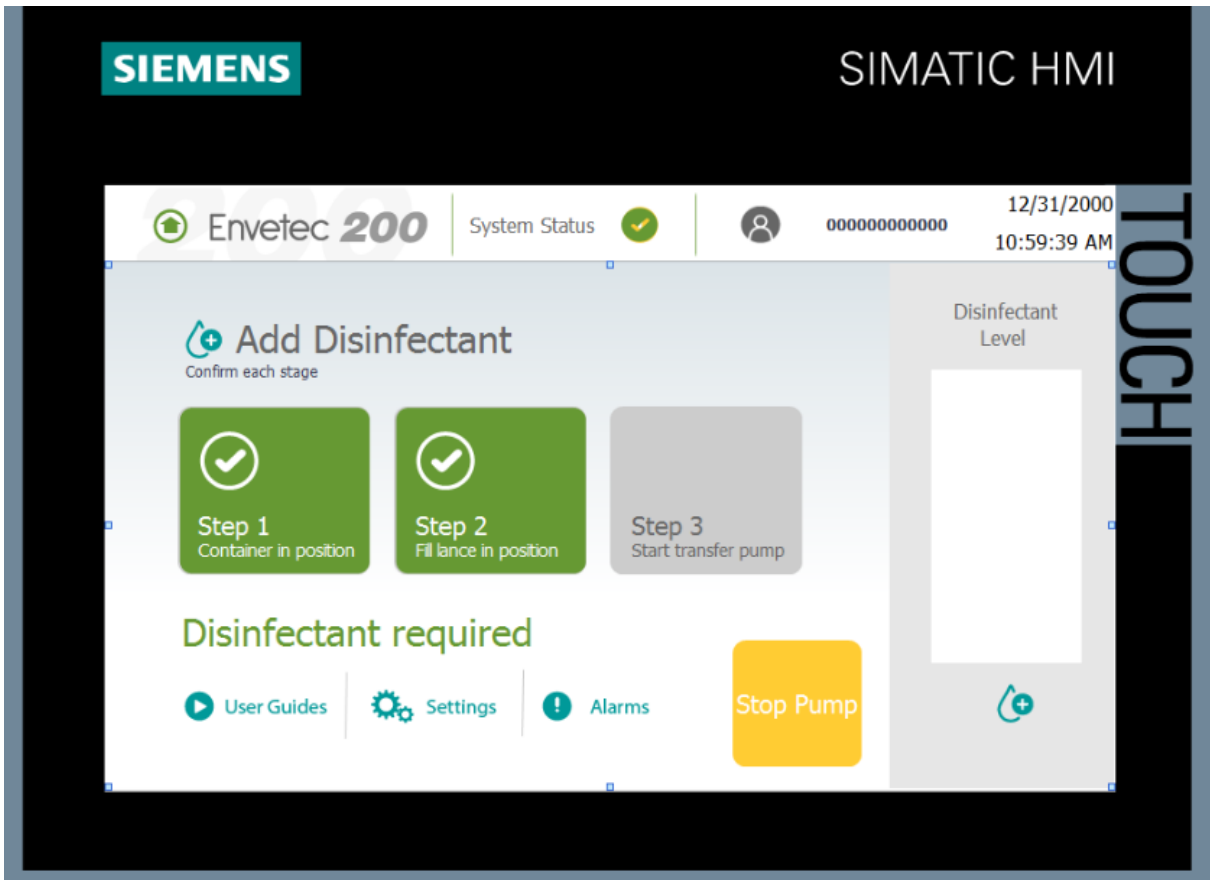 SIEMENS
SIMATIC HMI
TOUCH
Envetec 200
System Status
000000000000
12/31/2000
10:59:39 AM
Add Disinfectant
Confirm each stage
Step 1
Container in position
Step 2
Fill lance in position
Step 3
Start transfer pump
Disinfectant
Level
Disinfectant required
User Guides
Settings
Alarms
Stop Pump